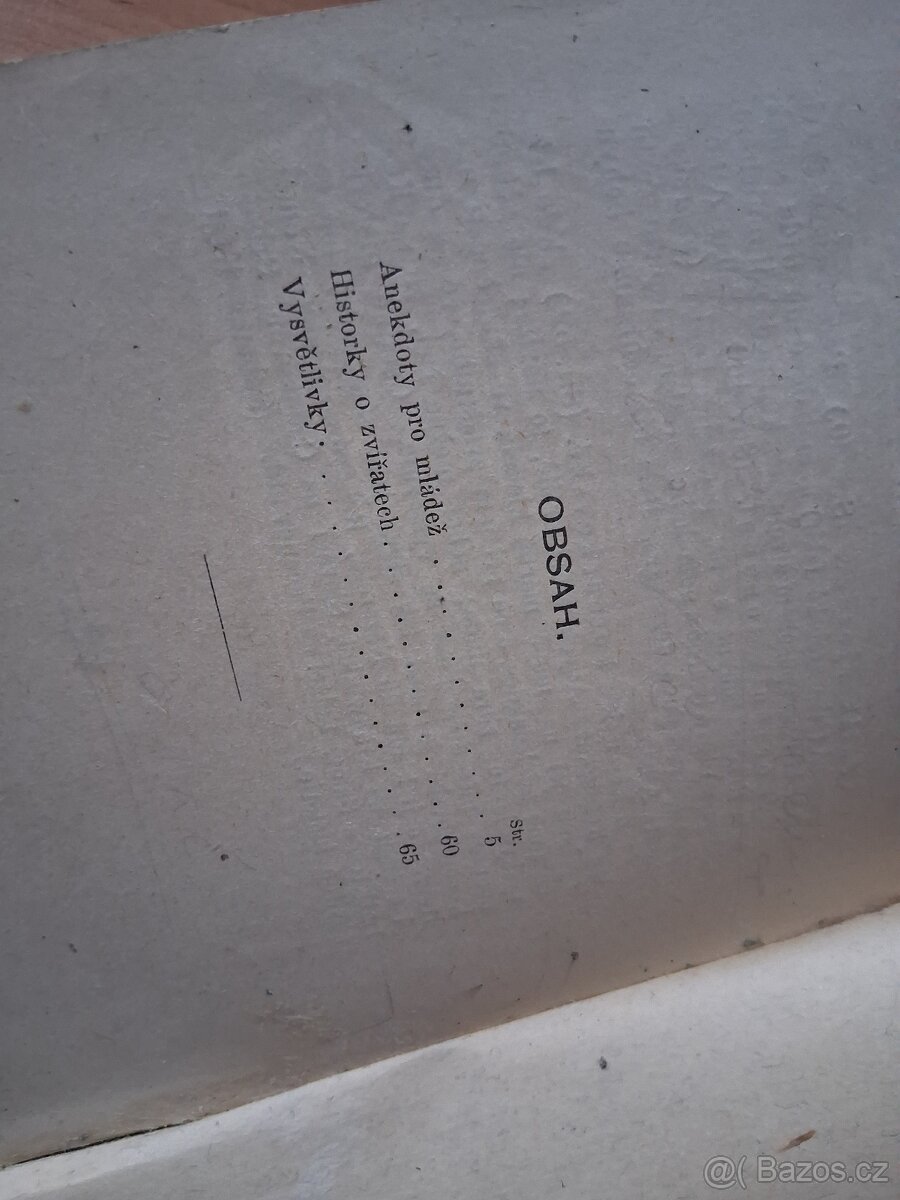 OBSAH.
str.
Anekdoty pro mládež . . . . . . . . . . . 5
Historky o zvířatech . . . . . . . . . . . . 60
Vysvětlivky . . . . . . . . . . . . . . . . 65
@( Bazos.cz